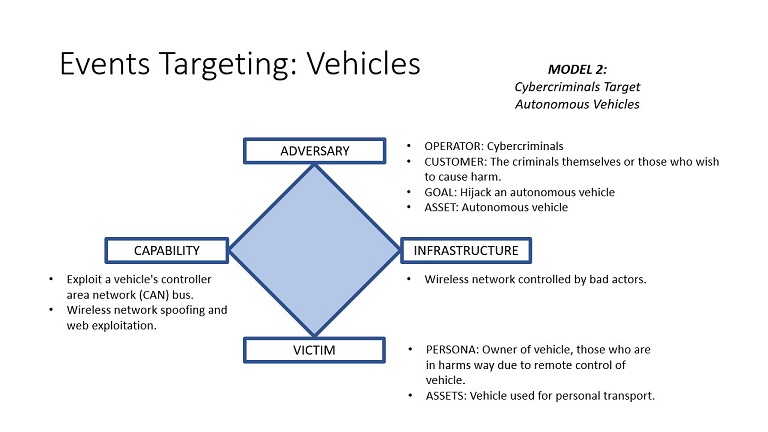 Events Targeting: Vehicles
MODEL 2:
Cybercriminals Target
Autonomous Vehicles
ADVERSARY
• OPERATOR: Cybercriminals
• CUSTOMER: The criminals themselves or those who wish
to cause harm.
• GOAL: Hijack an autonomous vehicle
• ASSET: Autonomous vehicle
CAPABILITY
• Exploit a vehicle's controller
area network (CAN) bus.
• Wireless network spoofing and
web exploitation.
INFRASTRUCTURE
• Wireless network controlled by bad actors.
VICTIM
• PERSONA: Owner of vehicle, those who are
in harms way due to remote control of
vehicle.
• ASSETS: Vehicle used for personal transport.